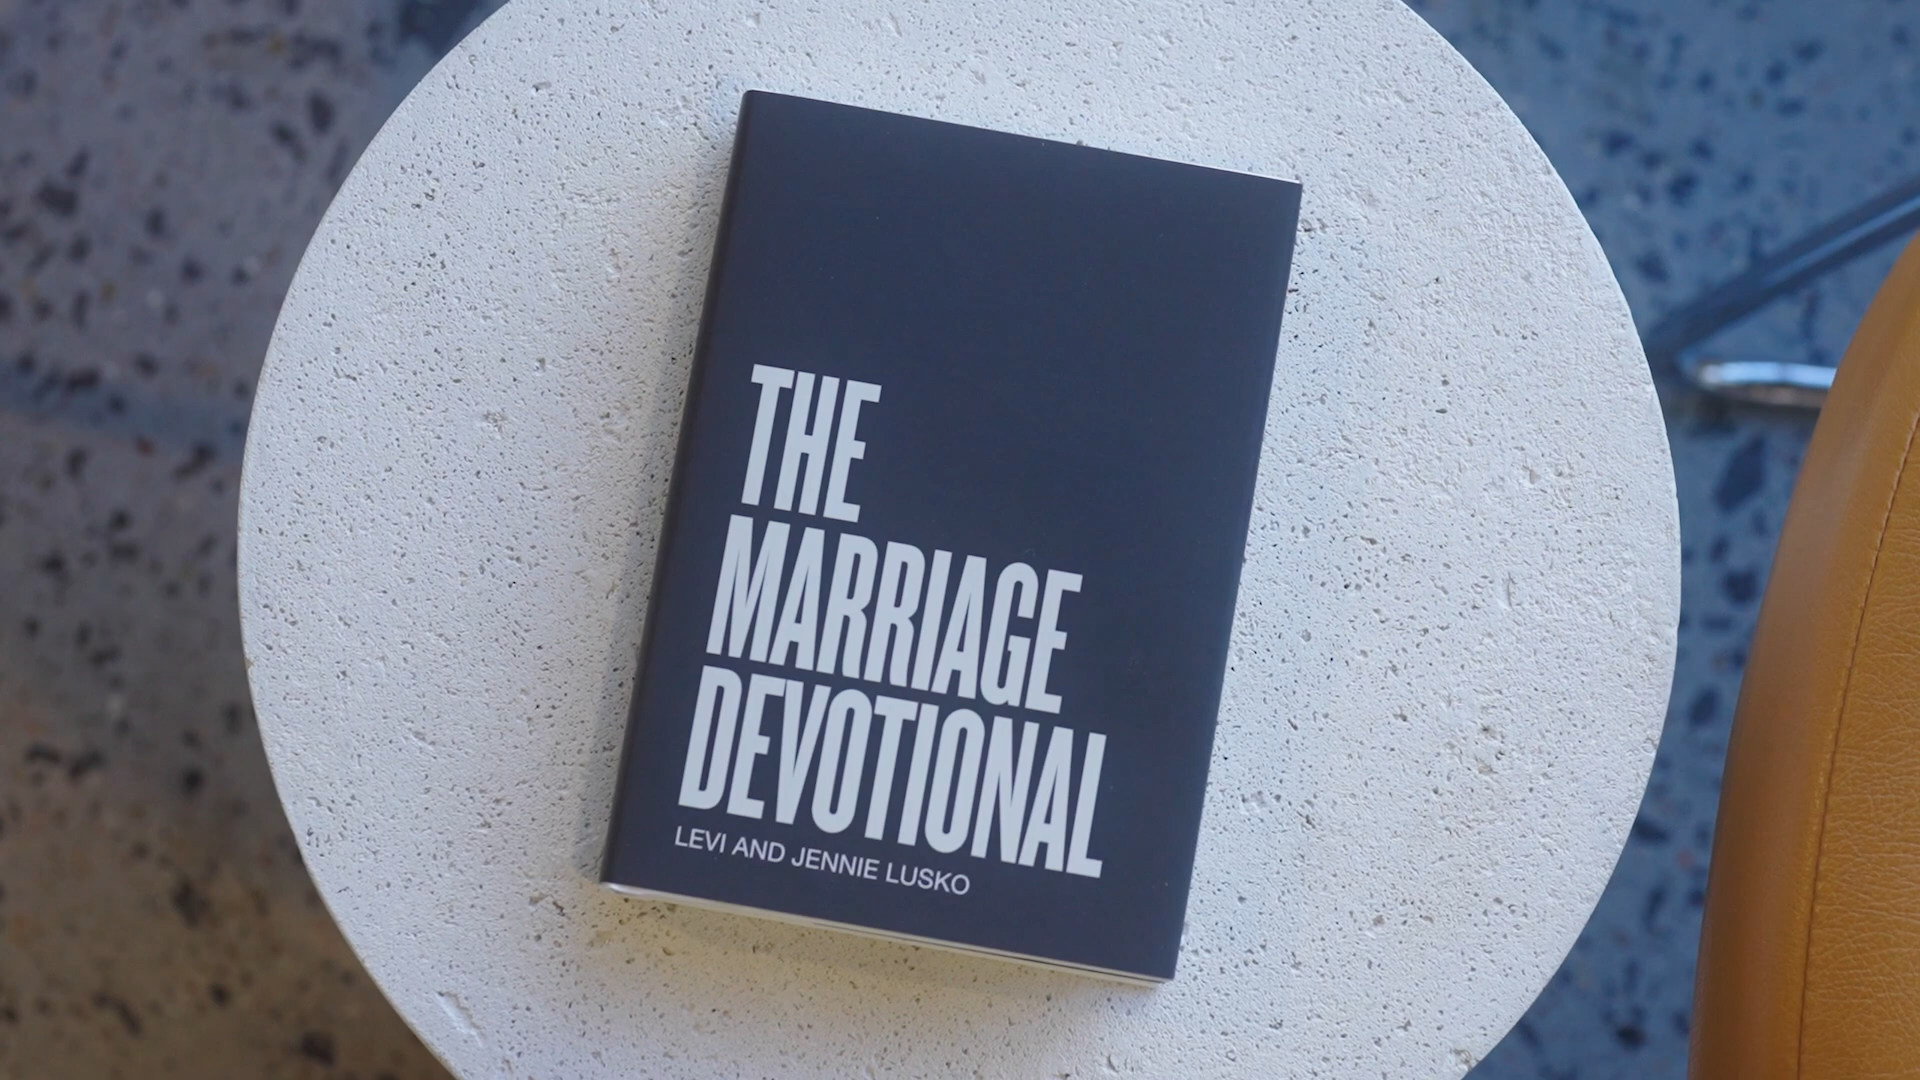 THE
MARRIAGE
DEVOTIONAL
LEVI AND JENNIE LUSKO